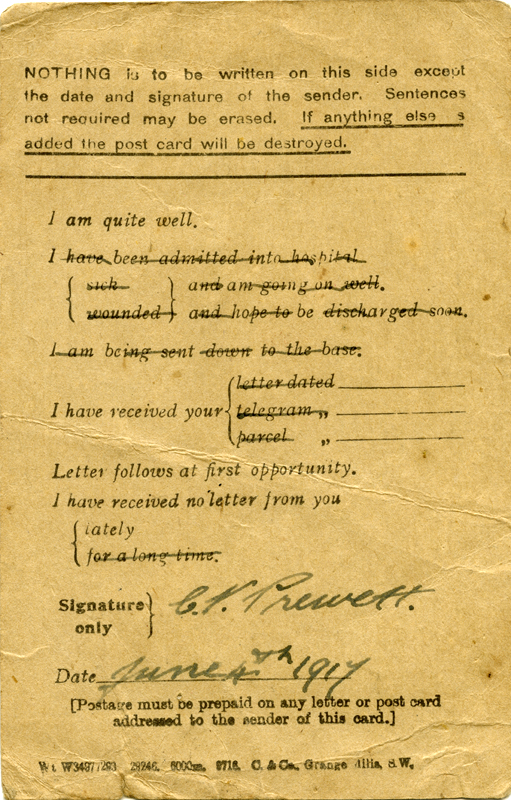 NOTHING is to be written on this side except
the date and signature of the sender. Sentences
not required may be erased. If anything else is
added the post card will be destroyed.
I am quite well.
I have been admitted into hospital
sick and am going on well.
wounded and hope to be discharged soon.
I am being sent down to the base.
letter dated
I have received your telegram „
parcel „
Letter follows at first opportunity.
I have received no letter from you
lately
for a long time.
Signature only
C.V. Prewett.
Date June 4th 1917
[Postage must be prepaid on any letter or post card
addressed to the sender of this card.]
Wt. W3497/293 29246. 6000m. 9/16. C. & Co., Grange Mills, S.W.